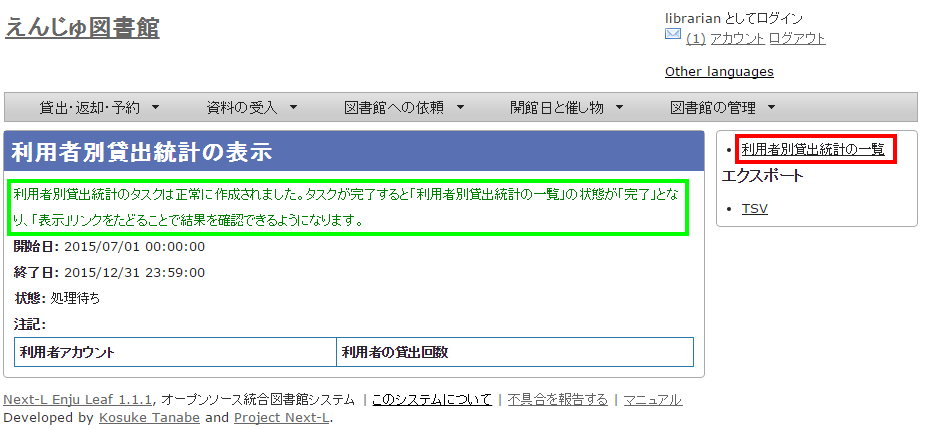 えんじゅ図書館
librarian としてログイン
(1) アカウント ログアウト
Other languages
貸出・返却・予約 ▼ 資料の受入 ▼ 図書館への依頼 ▼ 開館日と催し物 ▼ 図書館の管理 ▼
利用者別貸出統計の表示
利用者別貸出統計のタスクは正常に作成されました。タスクが完了すると「利用者別貸出統計の一覧」の状態が「完了」とな
り、「表示」リンクをたどることで結果を確認できるようになります。
開始日: 2015/07/01 00:00:00
終了日: 2015/12/31 23:59:00
状態: 処理待ち
注記:
利用者アカウント 利用者の貸出回数
• 利用者別貸出統計の一覧
エクスポート
• TSV
Next-L Enju Leaf 1.1.1, オープンソース統合図書館システム | このシステムについて | 不具合を報告する | マニュアル
Developed by Kosuke Tanabe and Project Next-L.